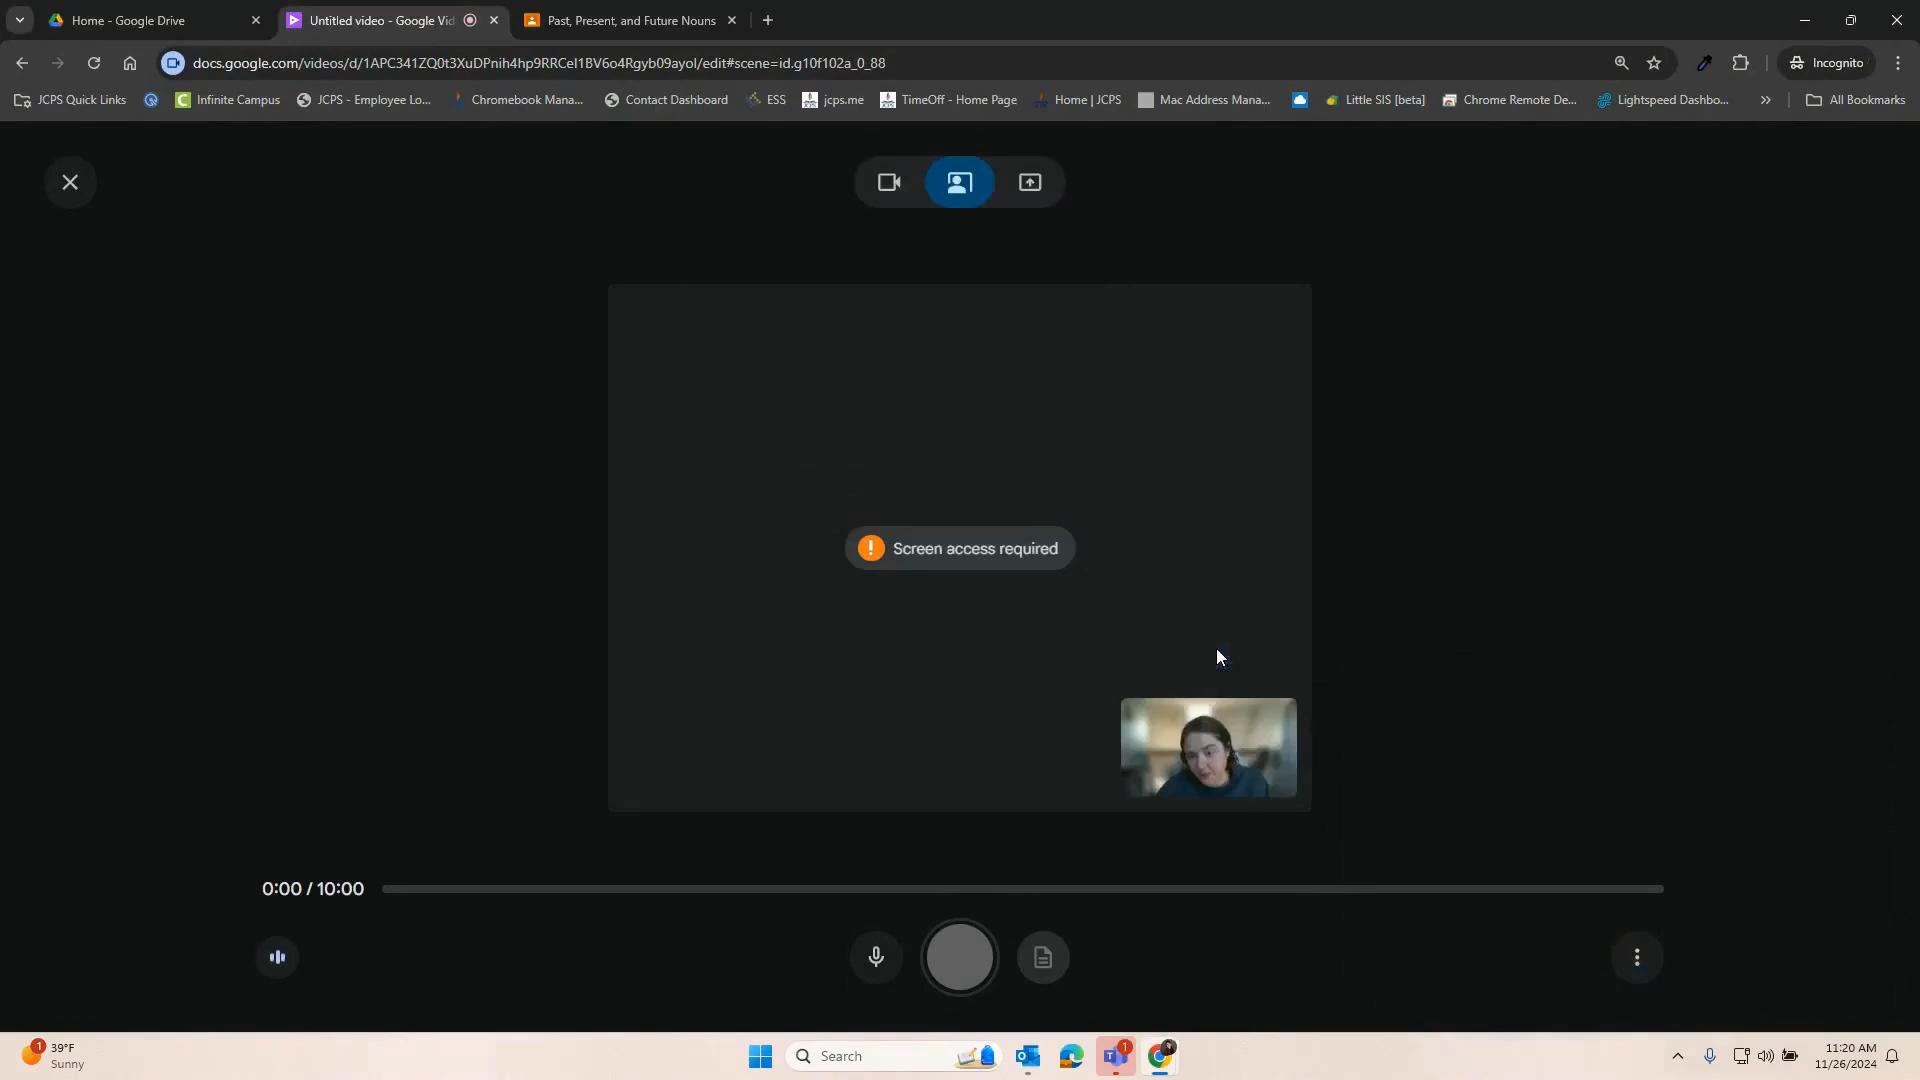 Home - Google Drive
Untitled video - Google Vid
Past, Present, and Future Nouns
docs.google.com/videos/d/1APC341ZQ0t3XuDPnih4hp9RRCeI1BV6o4Rgyb09ayoI/edit#scene=id.g10f102a_0_88
Incognito
JCPS Quick Links
Infinite Campus
JCPS - Employee Lo...
Chromebook Mana...
Contact Dashboard
ESS
jcps.me
TimeOff - Home Page
Home | JCPS
Mac Address Mana...
Little SIS [beta]
Chrome Remote De...
Lightspeed Dashbo...
All Bookmarks
Screen access required
0:00 / 10:00
1
39°F
Sunny
Search
1
11:20 AM
11/26/2024